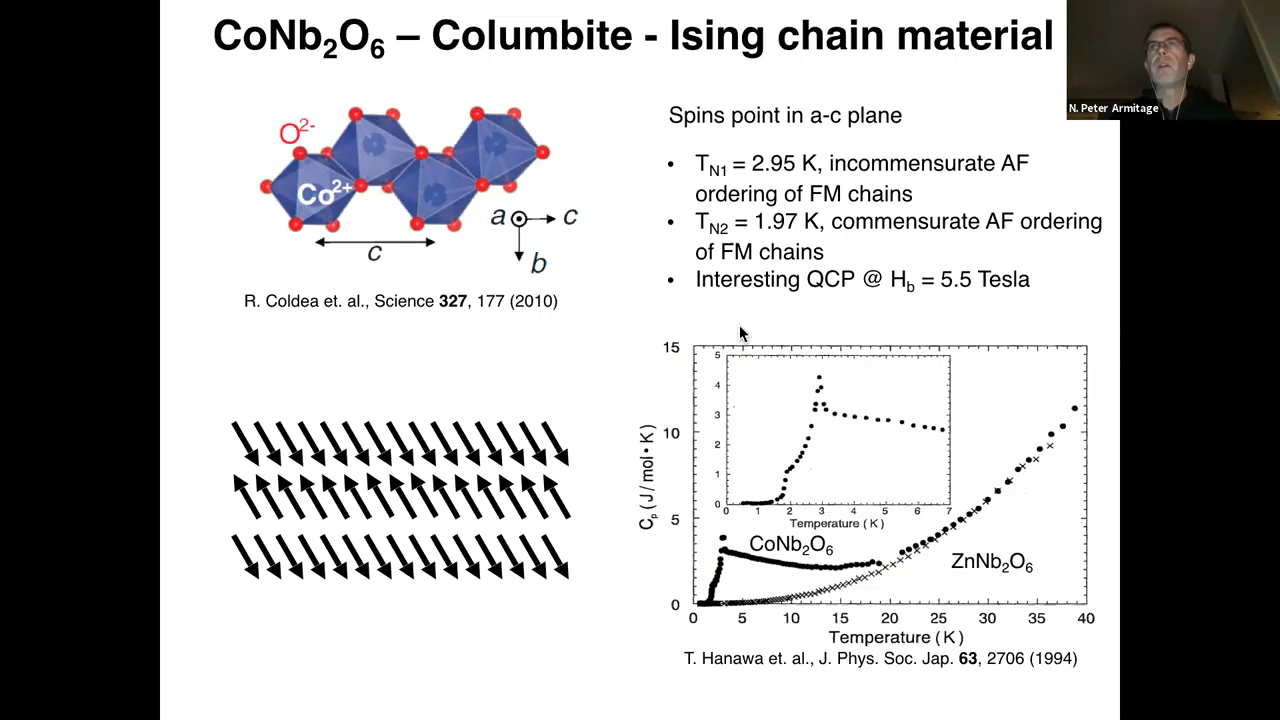 CoNb₂O₆ – Columbite - Ising chain material
N. Peter Armitage
O²⁻
Co²⁺
a
c
c
b
R. Coldea et. al., Science 327, 177 (2010)
Spins point in a-c plane
• T_N1 = 2.95 K, incommensurate AF
ordering of FM chains
• T_N2 = 1.97 K, commensurate AF ordering
of FM chains
• Interesting QCP @ H_b = 5.5 Tesla
15
10
5
0
Cₚ (J / mol • K)
5
4
3
2
1
0
0 1 2 3 4 5 6 7
Temperature ( K )
CoNb₂O₆
ZnNb₂O₆
0 5 10 15 20 25 30 35 40
Temperature ( K )
T. Hanawa et. al., J. Phys. Soc. Jap. 63, 2706 (1994)